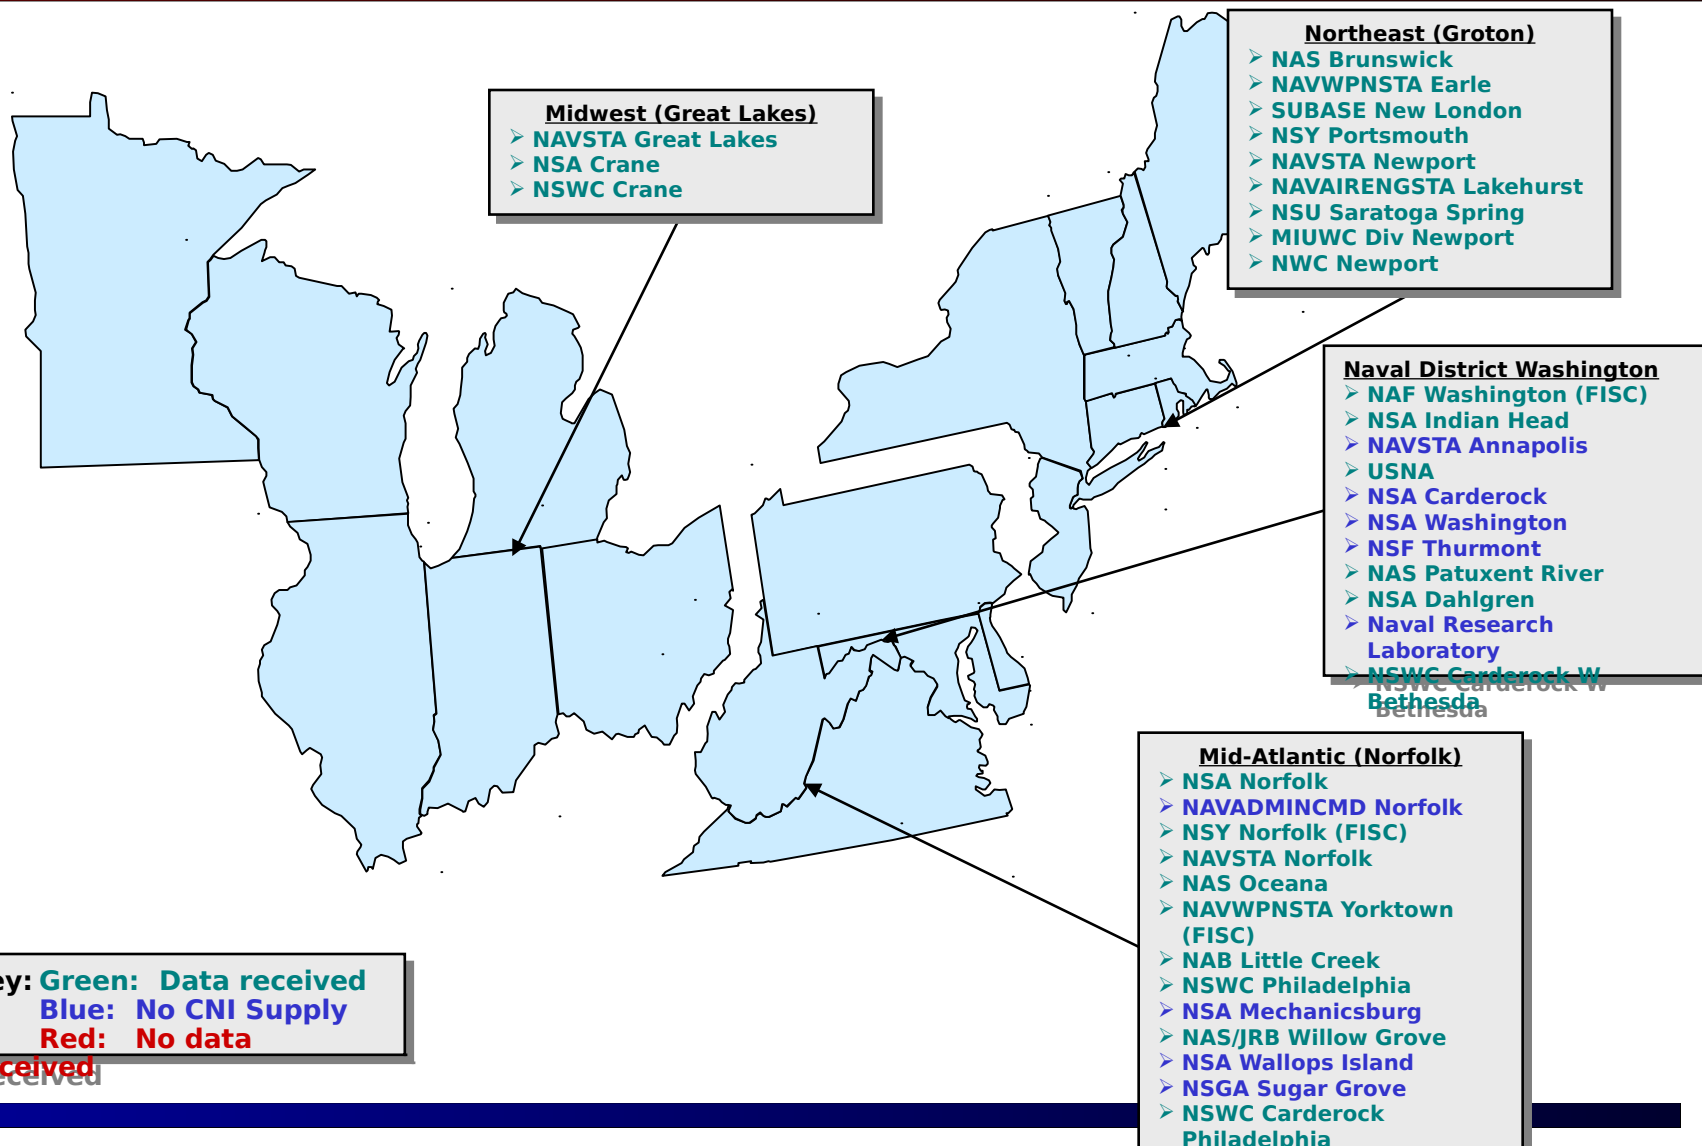 Midwest (Great Lakes)
NAVSTA Great Lakes
NSA Crane
NSWC Crane
Northeast (Groton)
NAS Brunswick
NAVWPNSTA Earle
SUBASE New London
NSY Portsmouth
NAVSTA Newport
NAVAIRENGSTA Lakehurst
NSU Saratoga Spring
MIUWC Div Newport
NWC Newport
Naval District Washington
NAF Washington (FISC)
NSA Indian Head
NAVSTA Annapolis
USNA
NSA Carderock
NSA Washington
NSF Thurmont
NAS Patuxent River
NSA Dahlgren
Naval Research
Laboratory
NSWC Carderock W
Bethesda
Mid-Atlantic (Norfolk)
NSA Norfolk
NAVADMINCMD Norfolk
NSY Norfolk (FISC)
NAVSTA Norfolk
NAS Oceana
NAVWPNSTA Yorktown
(FISC)
NAB Little Creek
NSWC Philadelphia
NSA Mechanicsburg
NAS/JRB Willow Grove
NSA Wallops Island
NSGA Sugar Grove
NSWC Carderock
Philadelphia
ey: Green: Data received
Blue: No CNI Supply
Red: No data
ceived